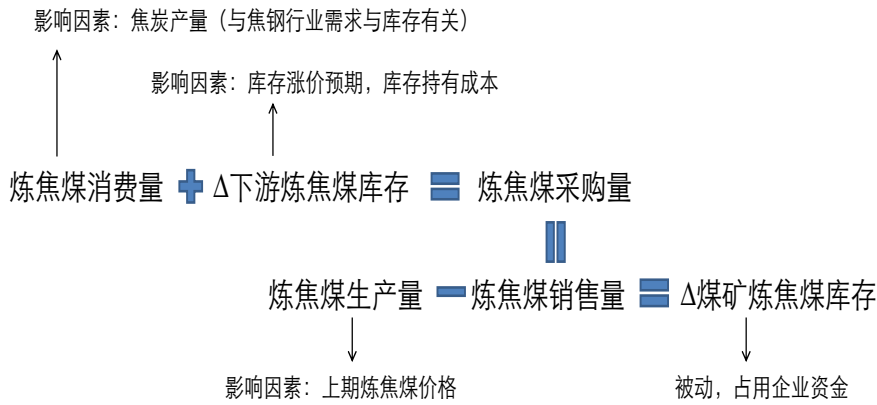 影响因素：焦炭产量（与焦钢行业需求与库存有关）
影响因素：库存涨价预期，库存持有成本
炼焦煤消费量 + Δ下游炼焦煤库存 = 炼焦煤采购量
=
炼焦煤生产量 - 炼焦煤销售量 = Δ煤矿炼焦煤库存
影响因素：上期炼焦煤价格 被动，占用企业资金